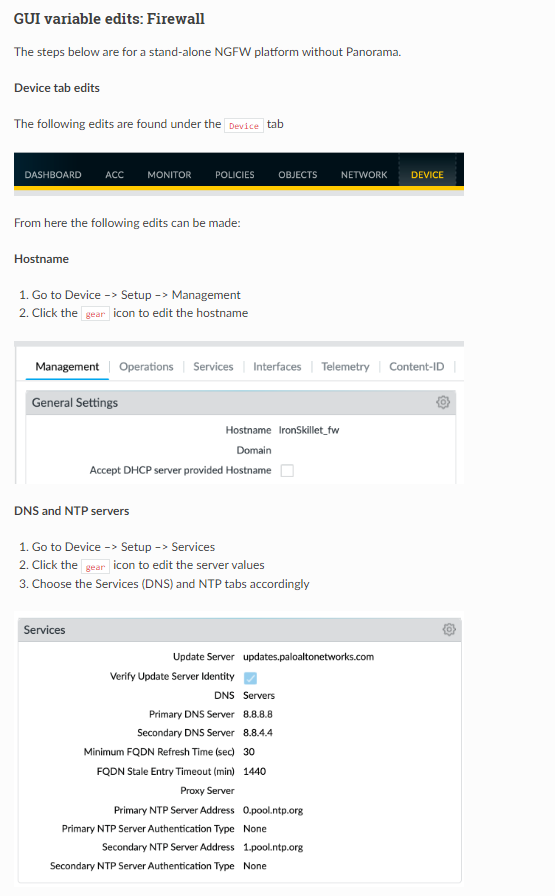 GUI variable edits: Firewall
The steps below are for a stand-alone NGFW platform without Panorama.
Device tab edits
The following edits are found under the Device tab
DASHBOARD ACC MONITOR POLICIES OBJECTS NETWORK DEVICE
From here the following edits can be made:
Hostname
1. Go to Device –> Setup –> Management
2. Click the gear icon to edit the hostname
Management Operations Services Interfaces Telemetry Content-ID
General Settings
Hostname IronSkillet_fw
Domain
Accept DHCP server provided Hostname
DNS and NTP servers
1. Go to Device –> Setup –> Services
2. Click the gear icon to edit the server values
3. Choose the Services (DNS) and NTP tabs accordingly
Services
Update Server updates.paloaltonetworks.com
Verify Update Server Identity
DNS Servers
Primary DNS Server 8.8.8.8
Secondary DNS Server 8.8.4.4
Minimum FQDN Refresh Time (sec) 30
FQDN Stale Entry Timeout (min) 1440
Proxy Server
Primary NTP Server Address 0.pool.ntp.org
Primary NTP Server Authentication Type None
Secondary NTP Server Address 1.pool.ntp.org
Secondary NTP Server Authentication Type None